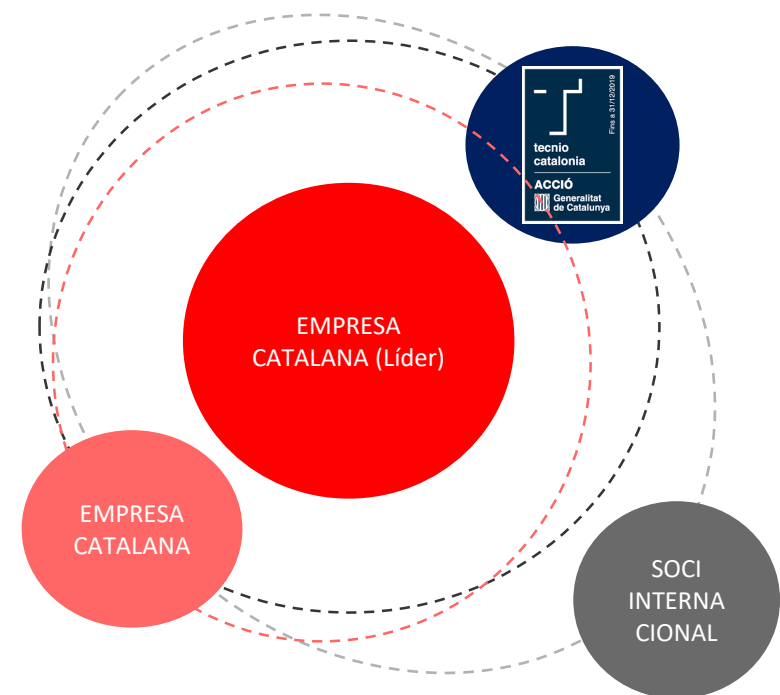 Fins a 31/12/2019
tecnio
catalonia
ACCIÓ
Generalitat
de Catalunya
EMPRESA
CATALANA (Líder)
EMPRESA
CATALANA
SOCI
INTERNA
CIONAL